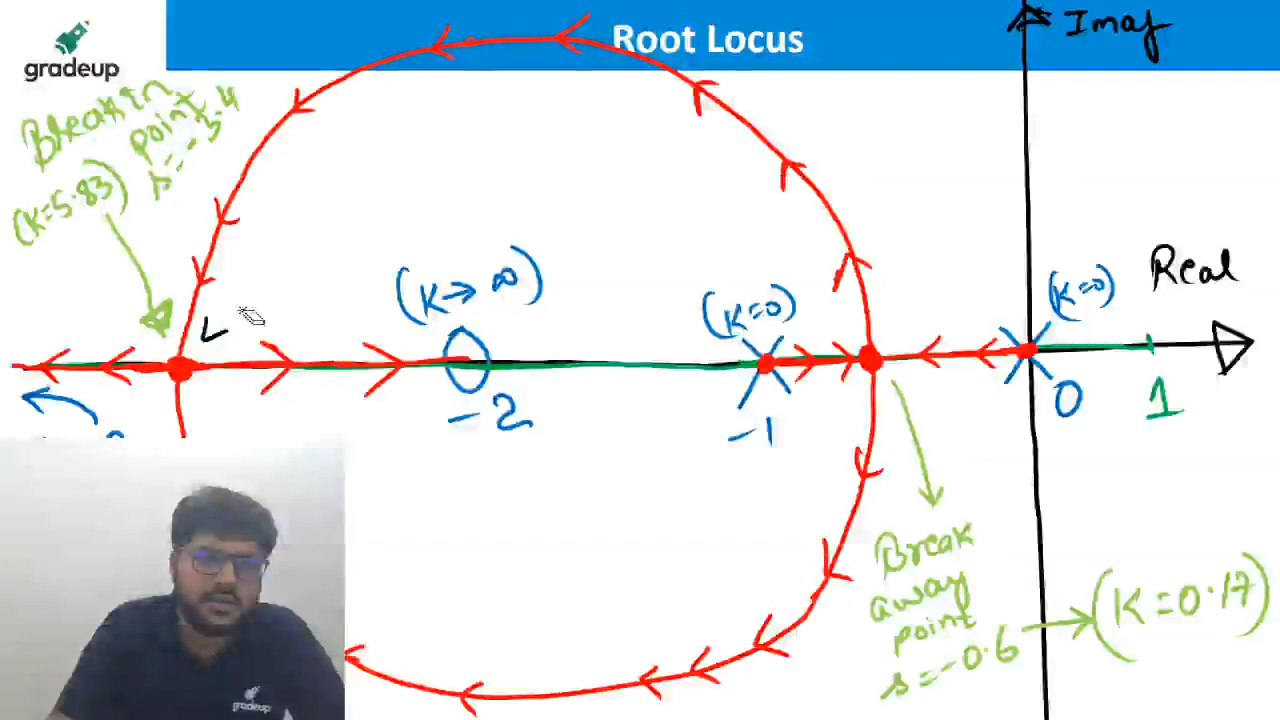 Root Locus
gradeup
Imag
Break in
point
s=-3.4
(K=5.83)
(K→∞)
(K=0)
(K=0)
Real
-2
-1
0
1
Break
away
point
s=-0.6 → (K=0.17)
gradeup